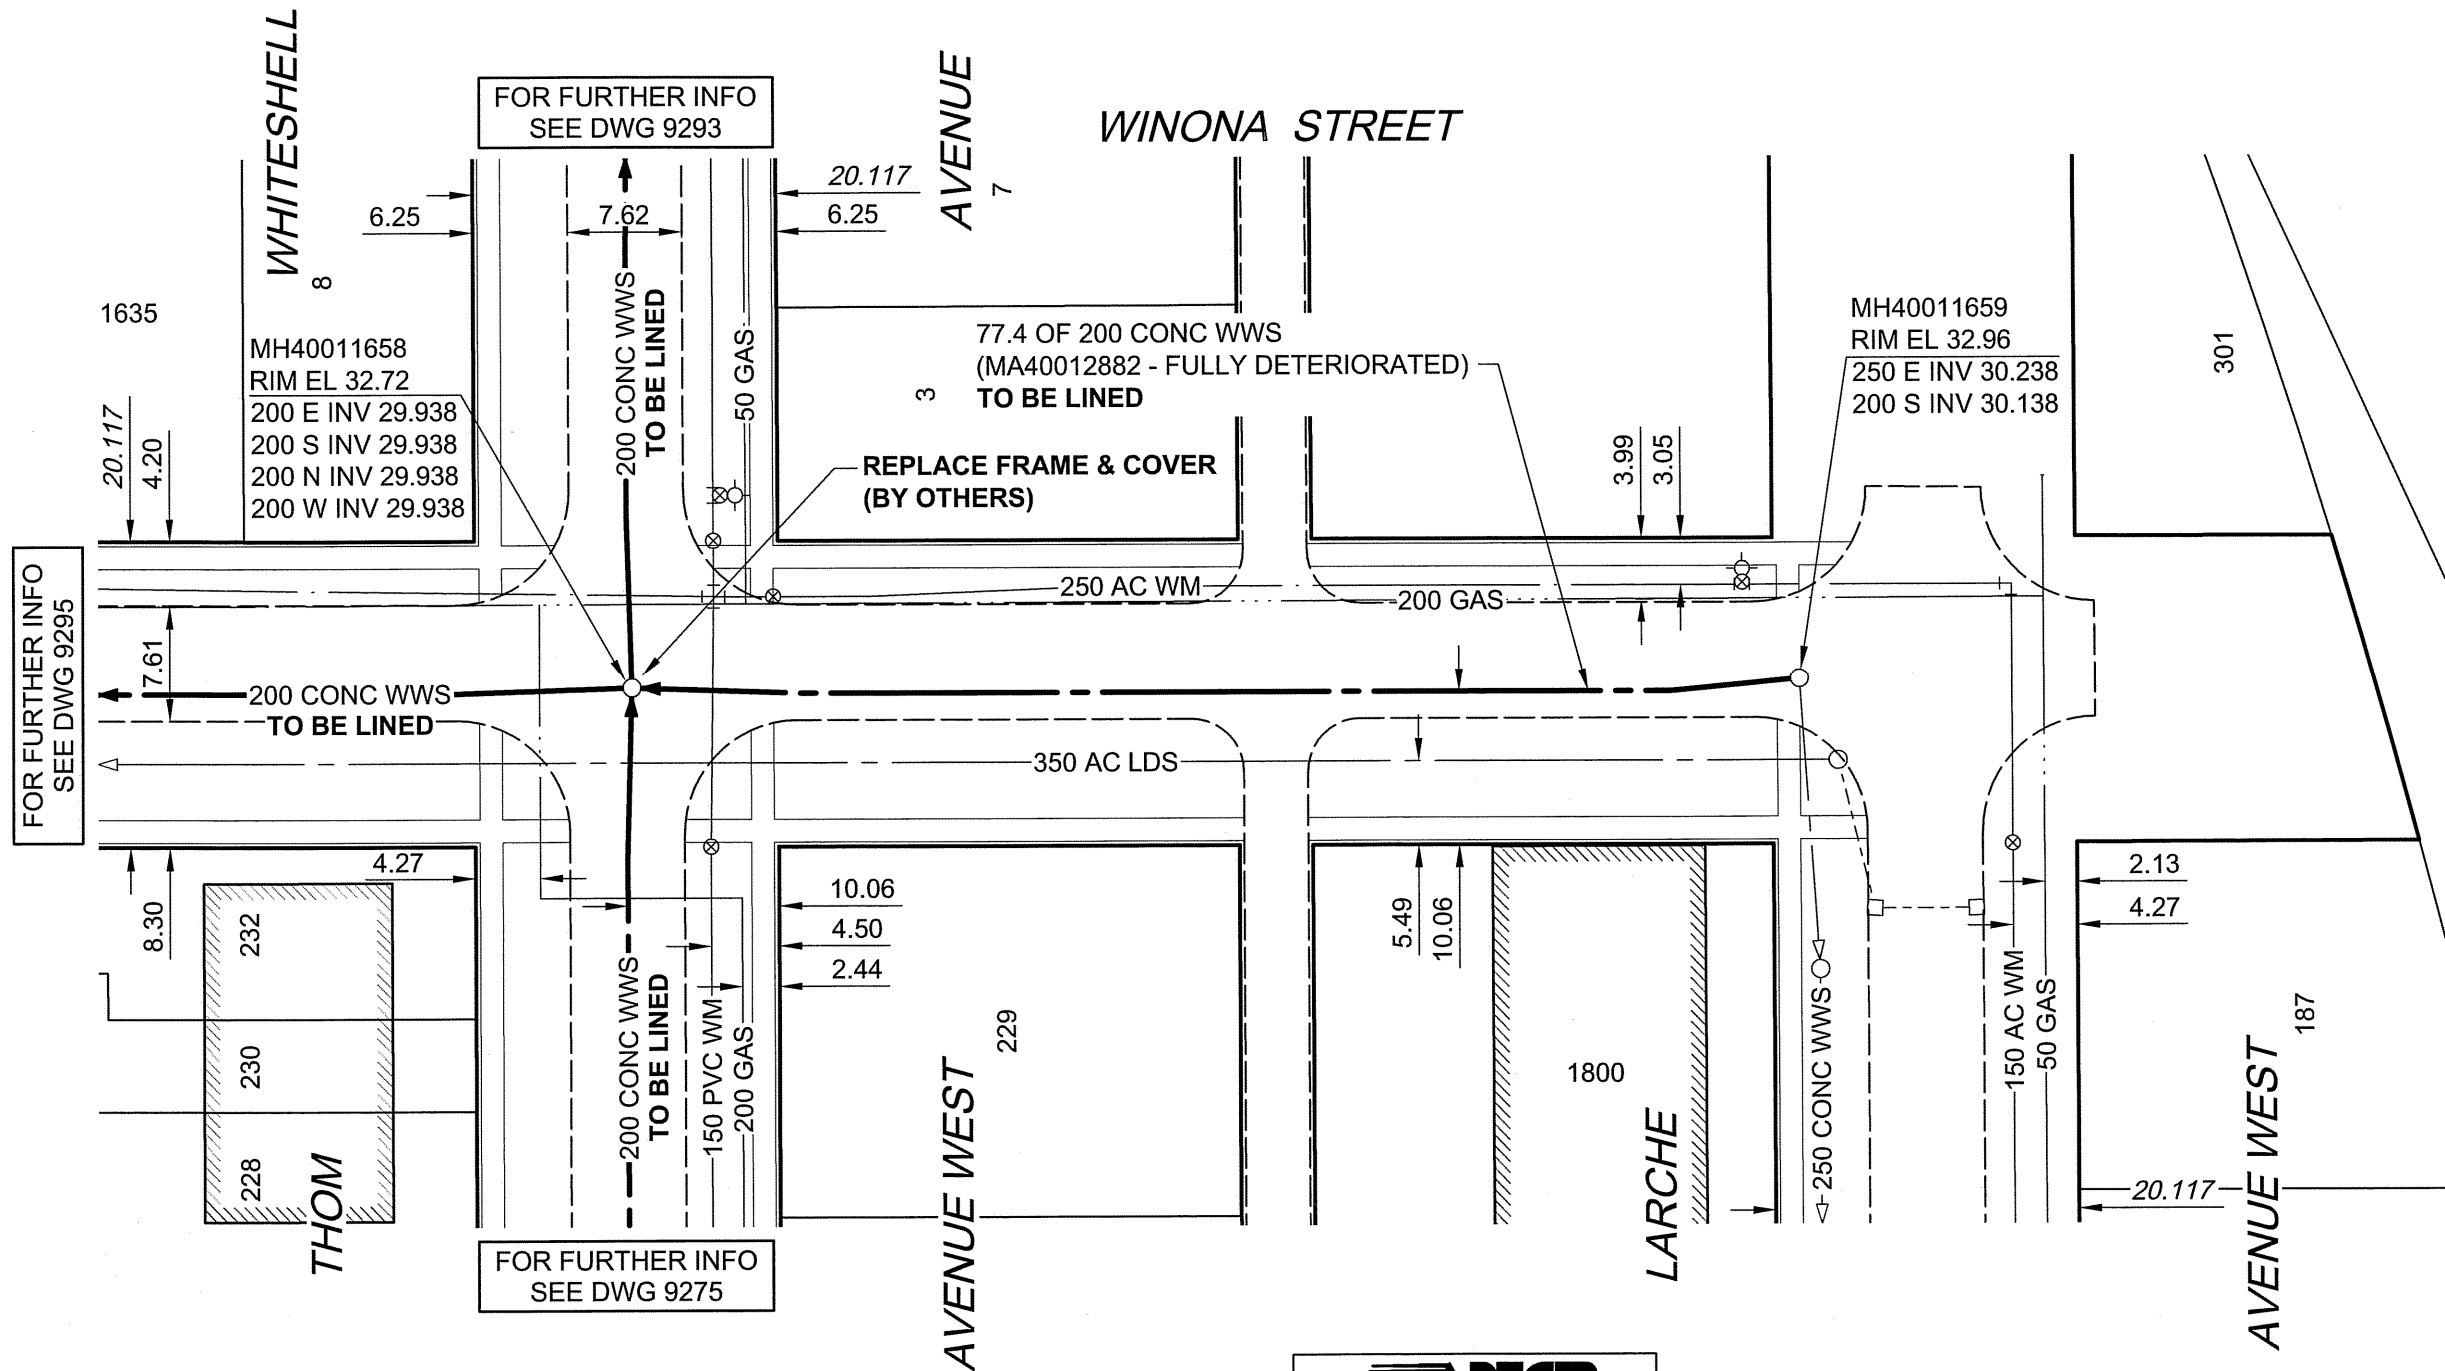 WHITESHELL
AVENUE
WINONA STREET
FOR FURTHER INFO
SEE DWG 9293
20.117
6.25
7.62
6.25
7
8
1635
MH40011658
RIM EL 32.72
200 E INV 29.938
200 S INV 29.938
200 N INV 29.938
200 W INV 29.938
200 CONC WWS
TO BE LINED
50 GAS
3
77.4 OF 200 CONC WWS
(MA40012882 - FULLY DETERIORATED)
TO BE LINED
REPLACE FRAME & COVER
(BY OTHERS)
MH40011659
RIM EL 32.96
250 E INV 30.238
200 S INV 30.138
301
20.117
4.20
3.99
3.05
FOR FURTHER INFO
SEE DWG 9295
250 AC WM
200 GAS
7.61
200 CONC WWS
TO BE LINED
350 AC LDS
4.27
8.30
232
230
228
THOM
10.06
4.50
2.44
200 CONC WWS
TO BE LINED
150 PVC WM
200 GAS
FOR FURTHER INFO
SEE DWG 9275
229
AVENUE WEST
5.49
10.06
1800
LARCHE
250 CONC WWS
150 AC WM
50 GAS
2.13
4.27
187
20.117
AVENUE WEST